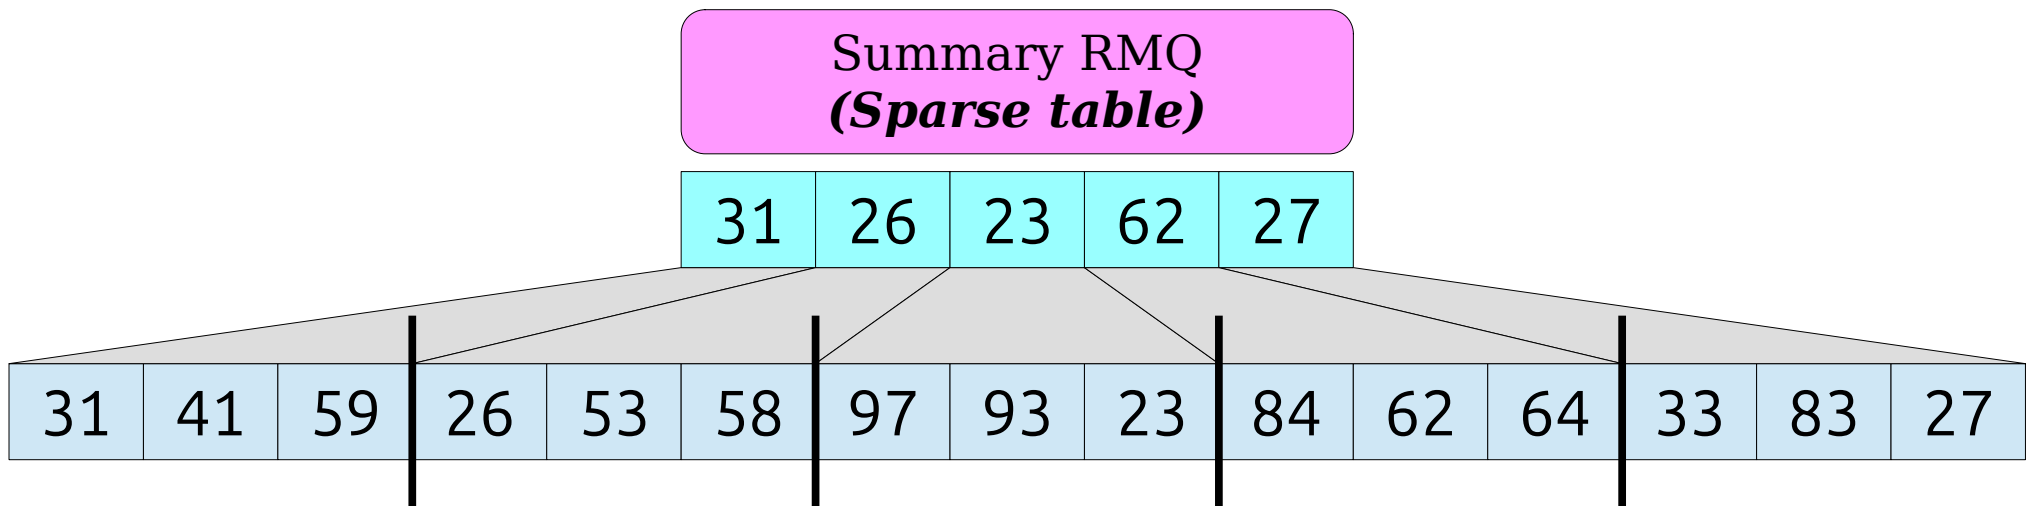 Summary RMQ
(Sparse table)
31 26 23 62 27
31 41 59 26 53 58 97 93 23 84 62 64 33 83 27